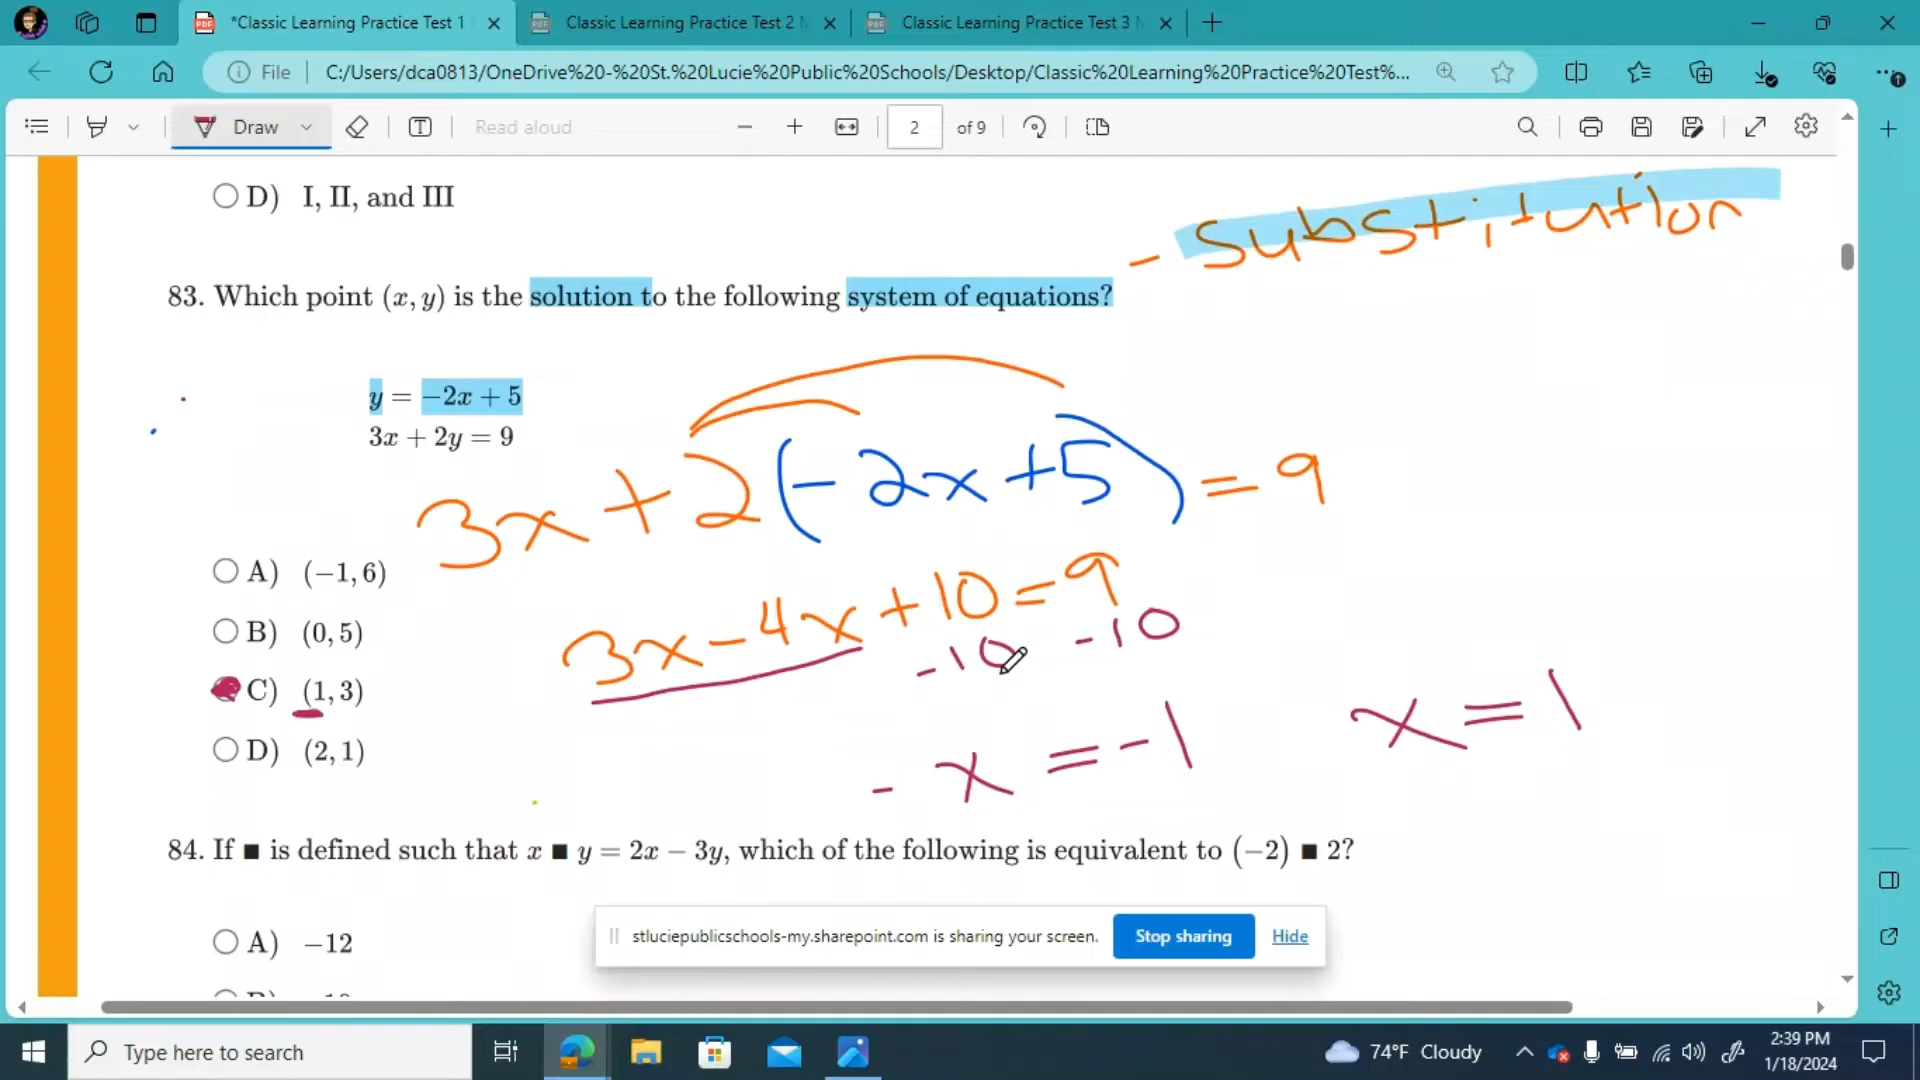 *Classic Learning Practice Test 1
Classic Learning Practice Test 2
Classic Learning Practice Test 3
File
C:/Users/dca0813/OneDrive%20-%20St.%20Lucie%20Public%20Schools/Desktop/Classic%20Learning%20Practice%20Test%...
Draw
Read aloud
2 of 9
D) I, II, and III
- Substitution
83. Which point (x, y) is the solution to the following system of equations?
y = −2x + 5
3x + 2y = 9
3x + 2(-2x + 5) = 9
A) (−1, 6)
3x - 4x + 10 = 9
-10 -10
B) (0, 5)
C) (1, 3)
- x = -1
x = 1
D) (2, 1)
84. If ■ is defined such that x ■ y = 2x − 3y, which of the following is equivalent to (−2) ■ 2?
stluciepublicschools-my.sharepoint.com is sharing your screen.
Stop sharing
Hide
A) −12
Type here to search
74°F Cloudy
2:39 PM
1/18/2024